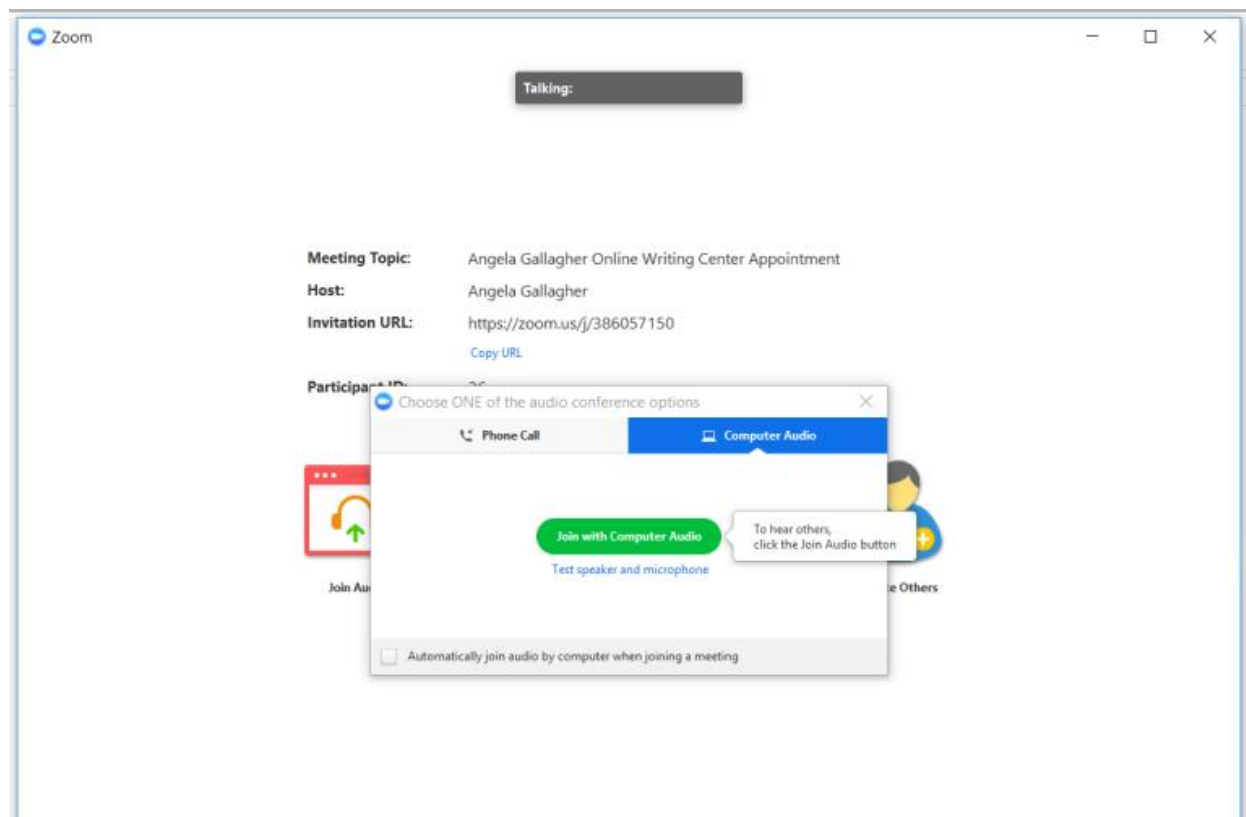 Zoom
Talking:
Meeting Topic: Angela Gallagher Online Writing Center Appointment
Host: Angela Gallagher
Invitation URL: https://zoom.us/j/386057150
Copy URL
Choose ONE of the audio conference options
Phone Call
Computer Audio
Join with Computer Audio
To hear others,
click the Join Audio button
Test speaker and microphone
Join
Others
Automatically join audio by computer when joining a meeting